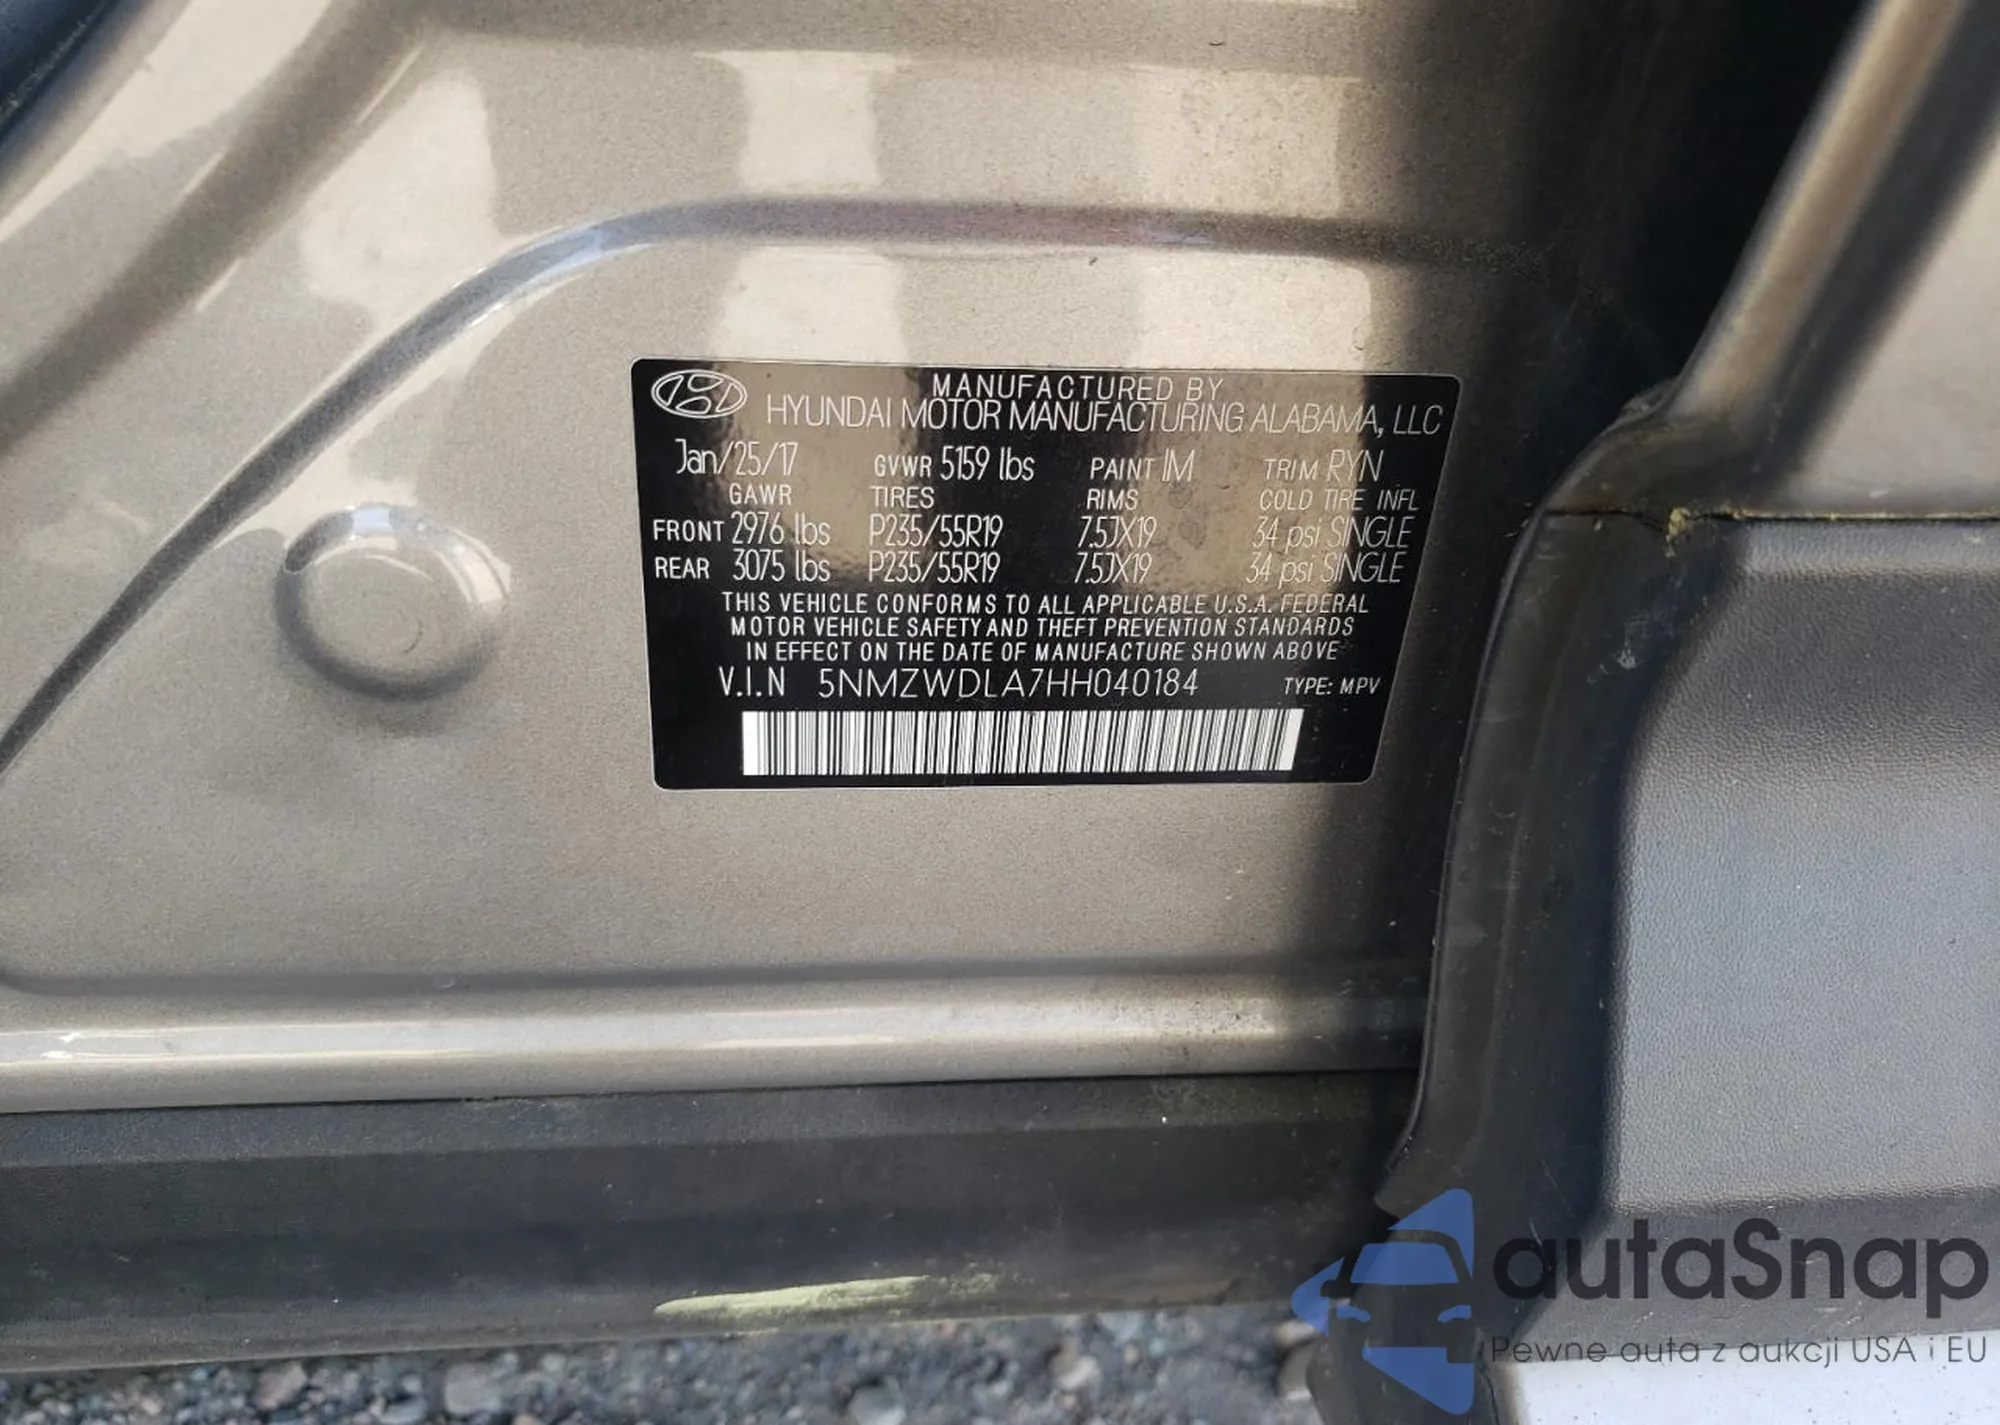 MANUFACTURED BY
HYUNDAI MOTOR MANUFACTURING ALABAMA, LLC
Jan/25/17 GVWR 5159 lbs PAINT IM TRIM RYN
GAWR TIRES RIMS COLD TIRE INFL
FRONT 2976 lbs P235/55R19 7.5JX19 34 psi SINGLE
REAR 3075 lbs P235/55R19 7.5JX19 34 psi SINGLE
THIS VEHICLE CONFORMS TO ALL APPLICABLE U.S.A. FEDERAL
MOTOR VEHICLE SAFETY AND THEFT PREVENTION STANDARDS
IN EFFECT ON THE DATE OF MANUFACTURE SHOWN ABOVE
V.I.N 5NMZWDLA7HH040184 TYPE: MPV
autaSnap
Pewne auta z aukcji USA i EU